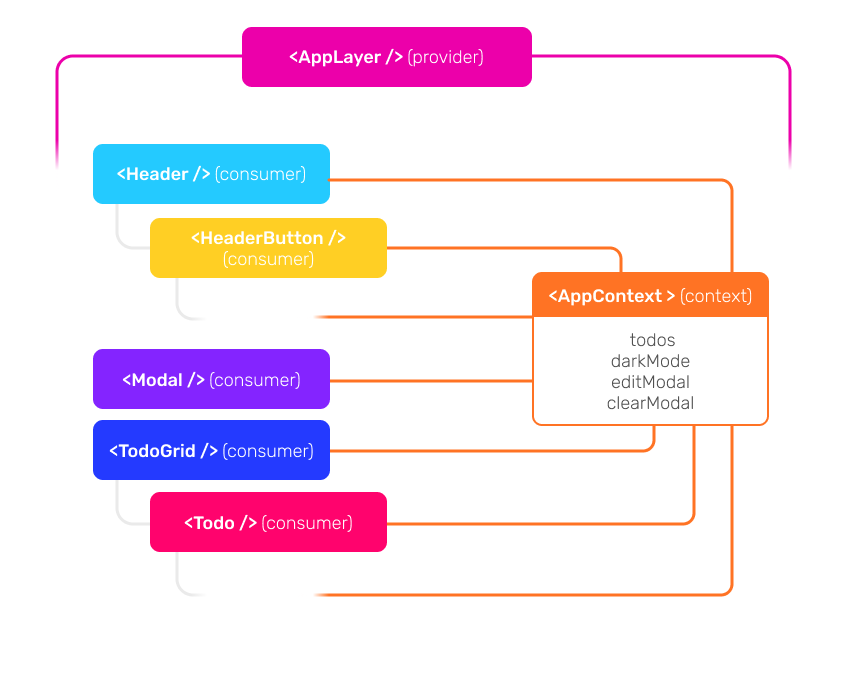 <AppLayer /> (provider)
<Header /> (consumer)
<HeaderButton />
(consumer)
<AppContext > (context)
todos
darkMode
editModal
clearModal
<Modal /> (consumer)
<TodoGrid /> (consumer)
<Todo /> (consumer)